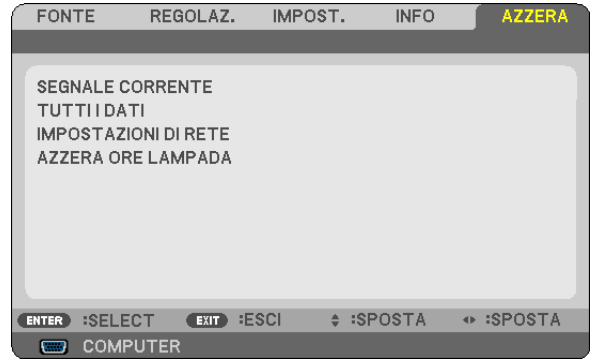 FONTE REGOLAZ. IMPOST. INFO AZZERA
SEGNALE CORRENTE
TUTTI I DATI
IMPOSTAZIONI DI RETE
AZZERA ORE LAMPADA
ENTER :SELECT EXIT :ESCI :SPOSTA :SPOSTA
COMPUTER